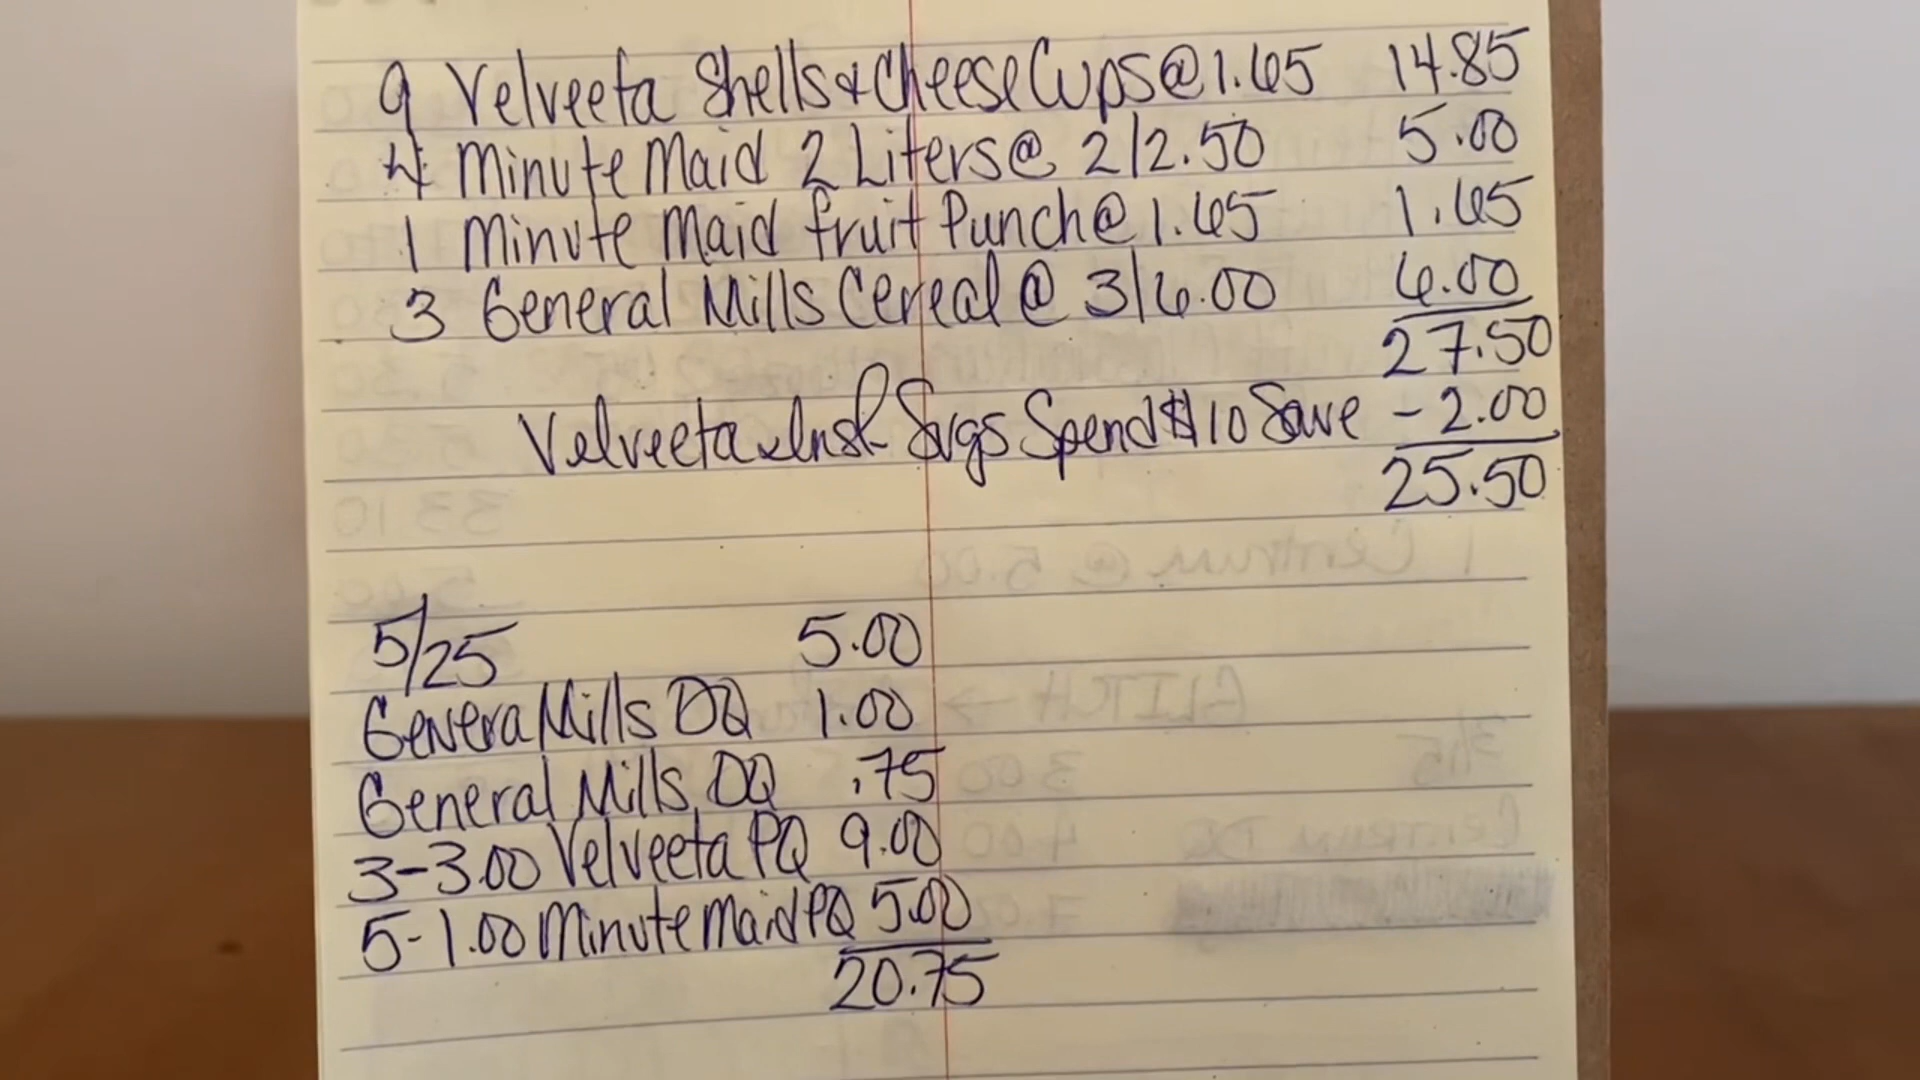 9 Velveeta Shells & Cheese Cups @ 1.65 14.85
4 Minute Maid 2 Liters @ 2/2.50 5.00
1 Minute Maid Fruit Punch @ 1.65 1.65
3 General Mills Cereal @ 3/6.00 6.00
27.50
Velveeta Inst Svgs Spend $10 Save - 2.00
25.50
5/25 5.00
Genera Mills DQ 1.00
General Mills DQ .75
3-3.00 Velveeta PQ 9.00
5-1.00 Minute Maid PQ 5.00
20.75